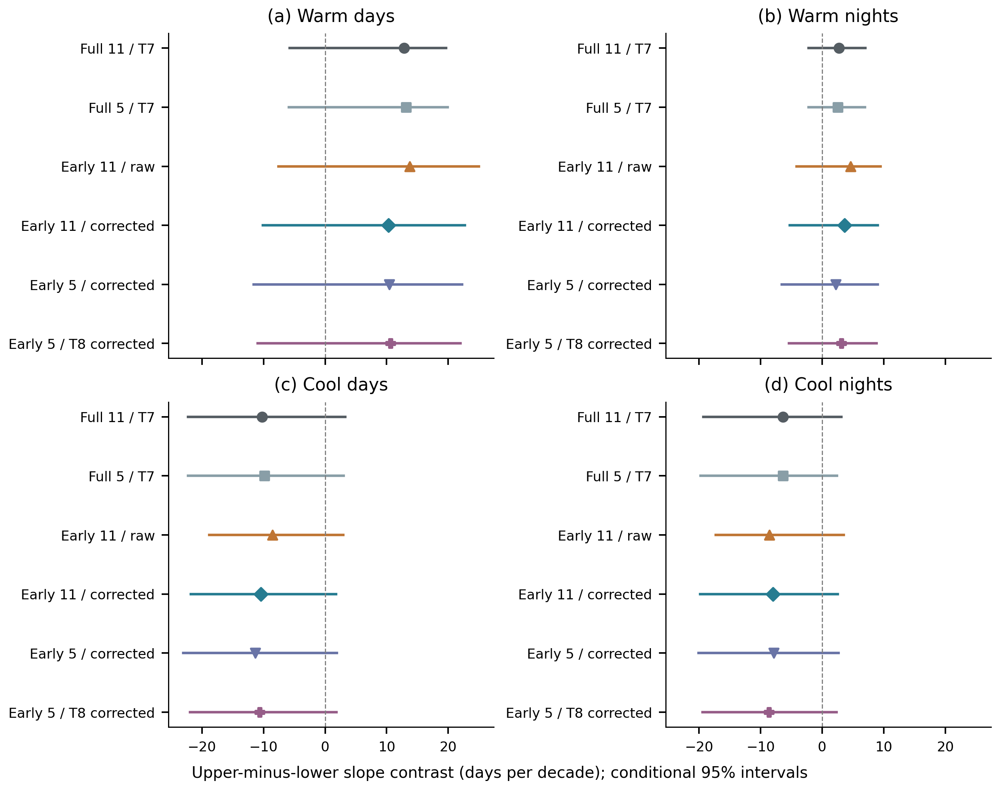 (a) Warm days
Full 11 / T7
Full 5 / T7
Early 11 / raw
Early 11 / corrected
Early 5 / corrected
Early 5 / T8 corrected
(b) Warm nights
Full 11 / T7
Full 5 / T7
Early 11 / raw
Early 11 / corrected
Early 5 / corrected
Early 5 / T8 corrected
(c) Cool days
Full 11 / T7
Full 5 / T7
Early 11 / raw
Early 11 / corrected
Early 5 / corrected
Early 5 / T8 corrected
−20 −10 0 10 20
(d) Cool nights
Full 11 / T7
Full 5 / T7
Early 11 / raw
Early 11 / corrected
Early 5 / corrected
Early 5 / T8 corrected
−20 −10 0 10 20
Upper-minus-lower slope contrast (days per decade); conditional 95% intervals